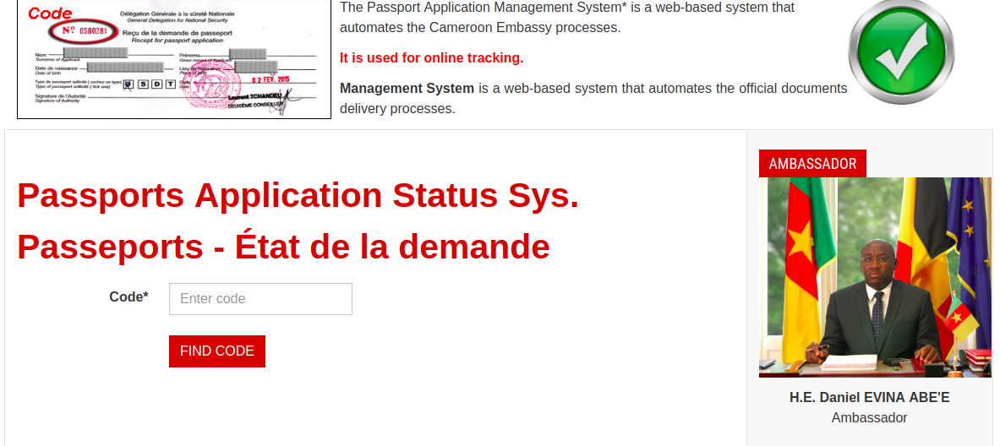 Code
Délégation Générale à la sûreté Nationale
General Delegation for National Security
Nº 0580281
Reçu de la demande de passeport
Recept for passport application
Nom
Surname of Applicant
Prénoms
Given names of Applicant
Date de naissance
Date of birth
Lieu de Naissance
Place of birth
Type de passeport sollicité ( cochez un type)
Type of passport sollicited ( tick one)
D S D T
Date
Date
0 2 FEV. 2015
Signature de l'Autorité
Signature of Authority
Laurent TCHANDEU
DEUXIÈME CONSEILLER
The Passport Application Management System* is a web-based system that
automates the Cameroon Embassy processes.
It is used for online tracking.
Management System is a web-based system that automates the official documents
delivery processes.
Passports Application Status Sys.
Passeports - État de la demande
Code*
Enter code
FIND CODE
AMBASSADOR
H.E. Daniel EVINA ABE'E
Ambassador